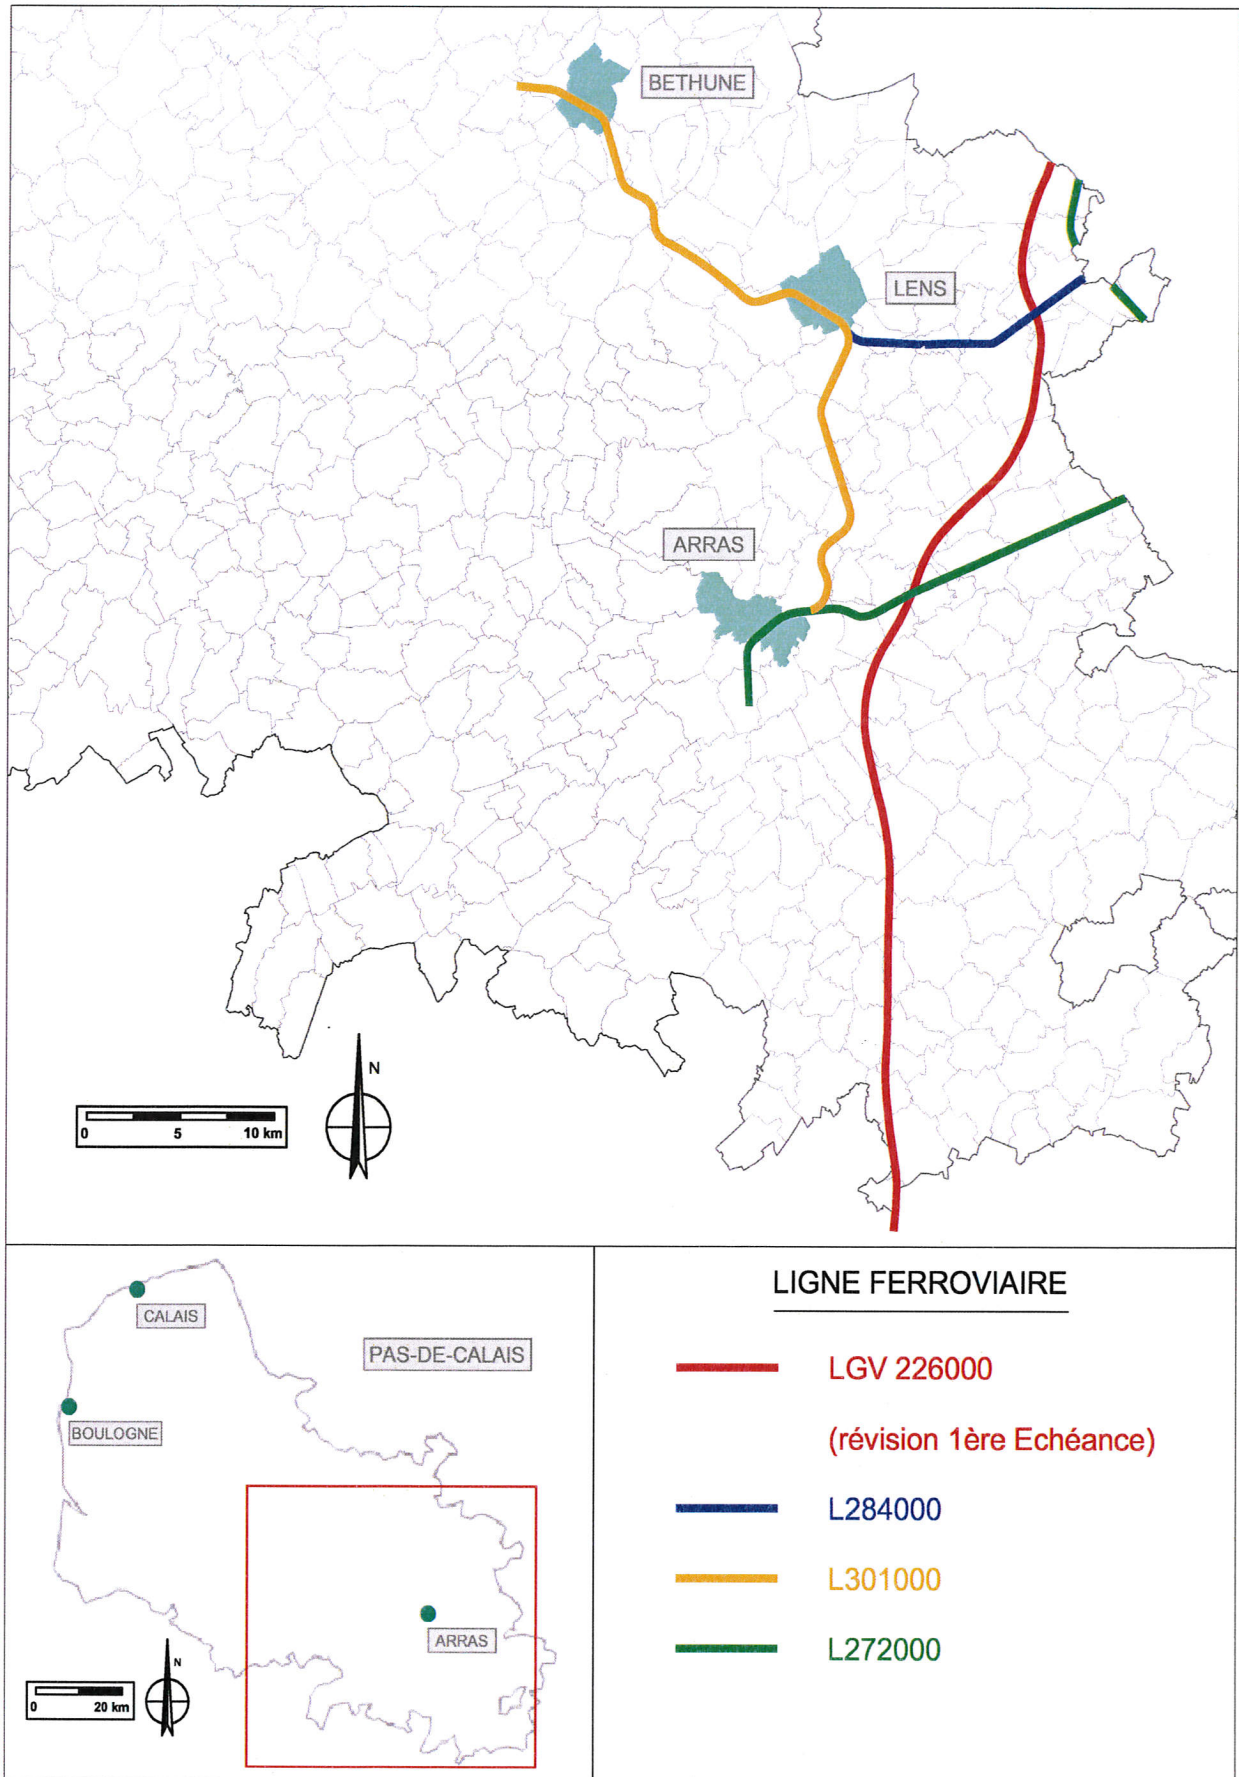 BETHUNE
LENS
ARRAS
N
0 5 10 km
CALAIS
PAS-DE-CALAIS
BOULOGNE
ARRAS
N
0 20 km
LIGNE FERROVIAIRE
LGV 226000
(révision 1ère Echéance)
L284000
L301000
L272000